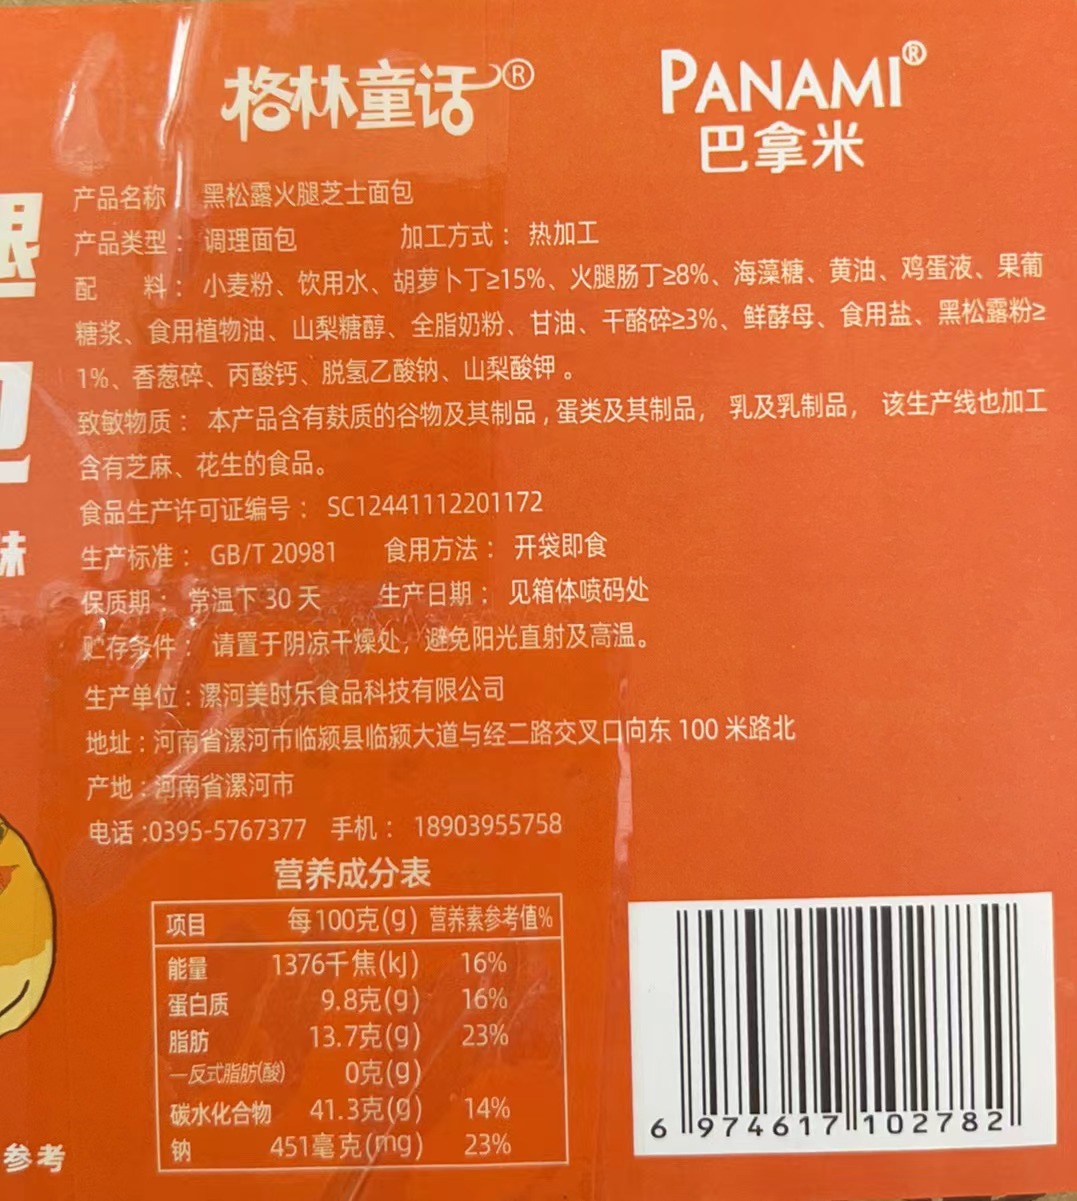 格林童话®
PANAMI®
巴拿米
腿
包
味
产品名称 黑松露火腿芝士面包
产品类型：调理面包 加工方式：热加工
配 料：小麦粉、饮用水、胡萝卜丁≥15%、火腿肠丁≥8%、海藻糖、黄油、鸡蛋液、果葡
糖浆、食用植物油、山梨糖醇、全脂奶粉、甘油、干酪碎≥3%、鲜酵母、食用盐、黑松露粉≥
1%、香葱碎、丙酸钙、脱氢乙酸钠、山梨酸钾。
致敏物质：本产品含有麸质的谷物及其制品,蛋类及其制品，乳及乳制品，该生产线也加工
含有芝麻、花生的食品。
食品生产许可证编号：SC12441112201172
生产标准：GB/T 20981 食用方法：开袋即食
保质期：常温下 30 天 生产日期：见箱体喷码处
贮存条件：请置于阴凉干燥处，避免阳光直射及高温。
生产单位:漯河美时乐食品科技有限公司
地址:河南省漯河市临颍县临颍大道与经二路交叉口向东 100 米路北
产地:河南省漯河市
电话:0395-5767377 手机：18903955758
营养成分表
项目 每100克(g) 营养素参考值%
能量 1376千焦(kJ) 16%
蛋白质 9.8克(g) 16%
脂肪 13.7克(g) 23%
—反式脂肪(酸) 0克(g)
碳水化合物 41.3克(g) 14%
钠 451毫克(mg) 23%
6 974617 102782
参考